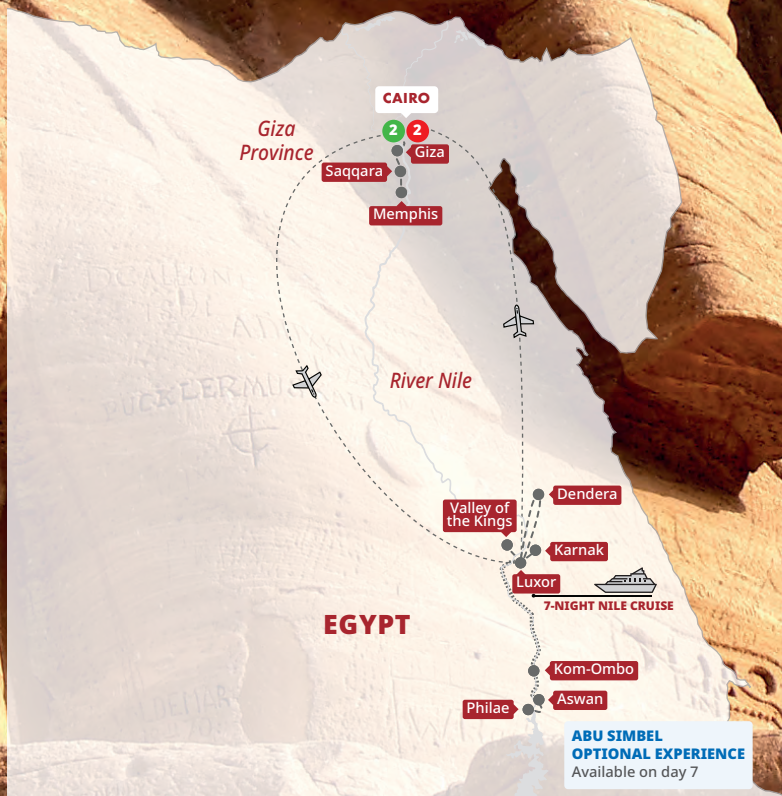 CAIRO
2 2
Giza
Province
Giza
Saqqara
Memphis
River Nile
Dendera
Valley of
the Kings
Karnak
Luxor
7-NIGHT NILE CRUISE
EGYPT
Kom-Ombo
Aswan
Philae
ABU SIMBEL
OPTIONAL EXPERIENCE
Available on day 7